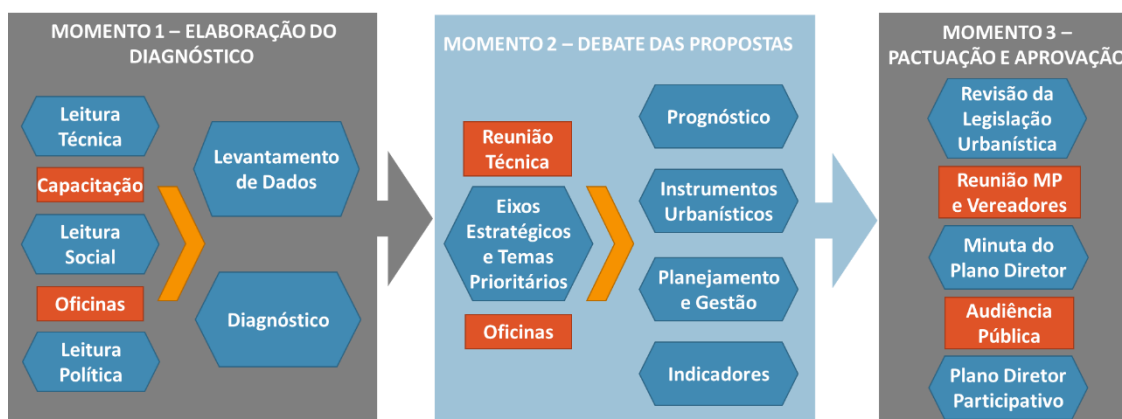 MOMENTO 1 – ELABORAÇÃO DO
DIAGNÓSTICO
Leitura
Técnica
Capacitação
Leitura
Social
Oficinas
Leitura
Política
Levantamento
de Dados
Diagnóstico
MOMENTO 2 – DEBATE DAS PROPOSTAS
Reunião
Técnica
Eixos
Estratégicos
e Temas
Prioritários
Oficinas
Prognóstico
Instrumentos
Urbanísticos
Planejamento
e Gestão
Indicadores
MOMENTO 3 –
PACTUAÇÃO E APROVAÇÃO
Revisão da
Legislação
Urbanística
Reunião MP
e Vereadores
Minuta do
Plano Diretor
Audiência
Pública
Plano Diretor
Participativo